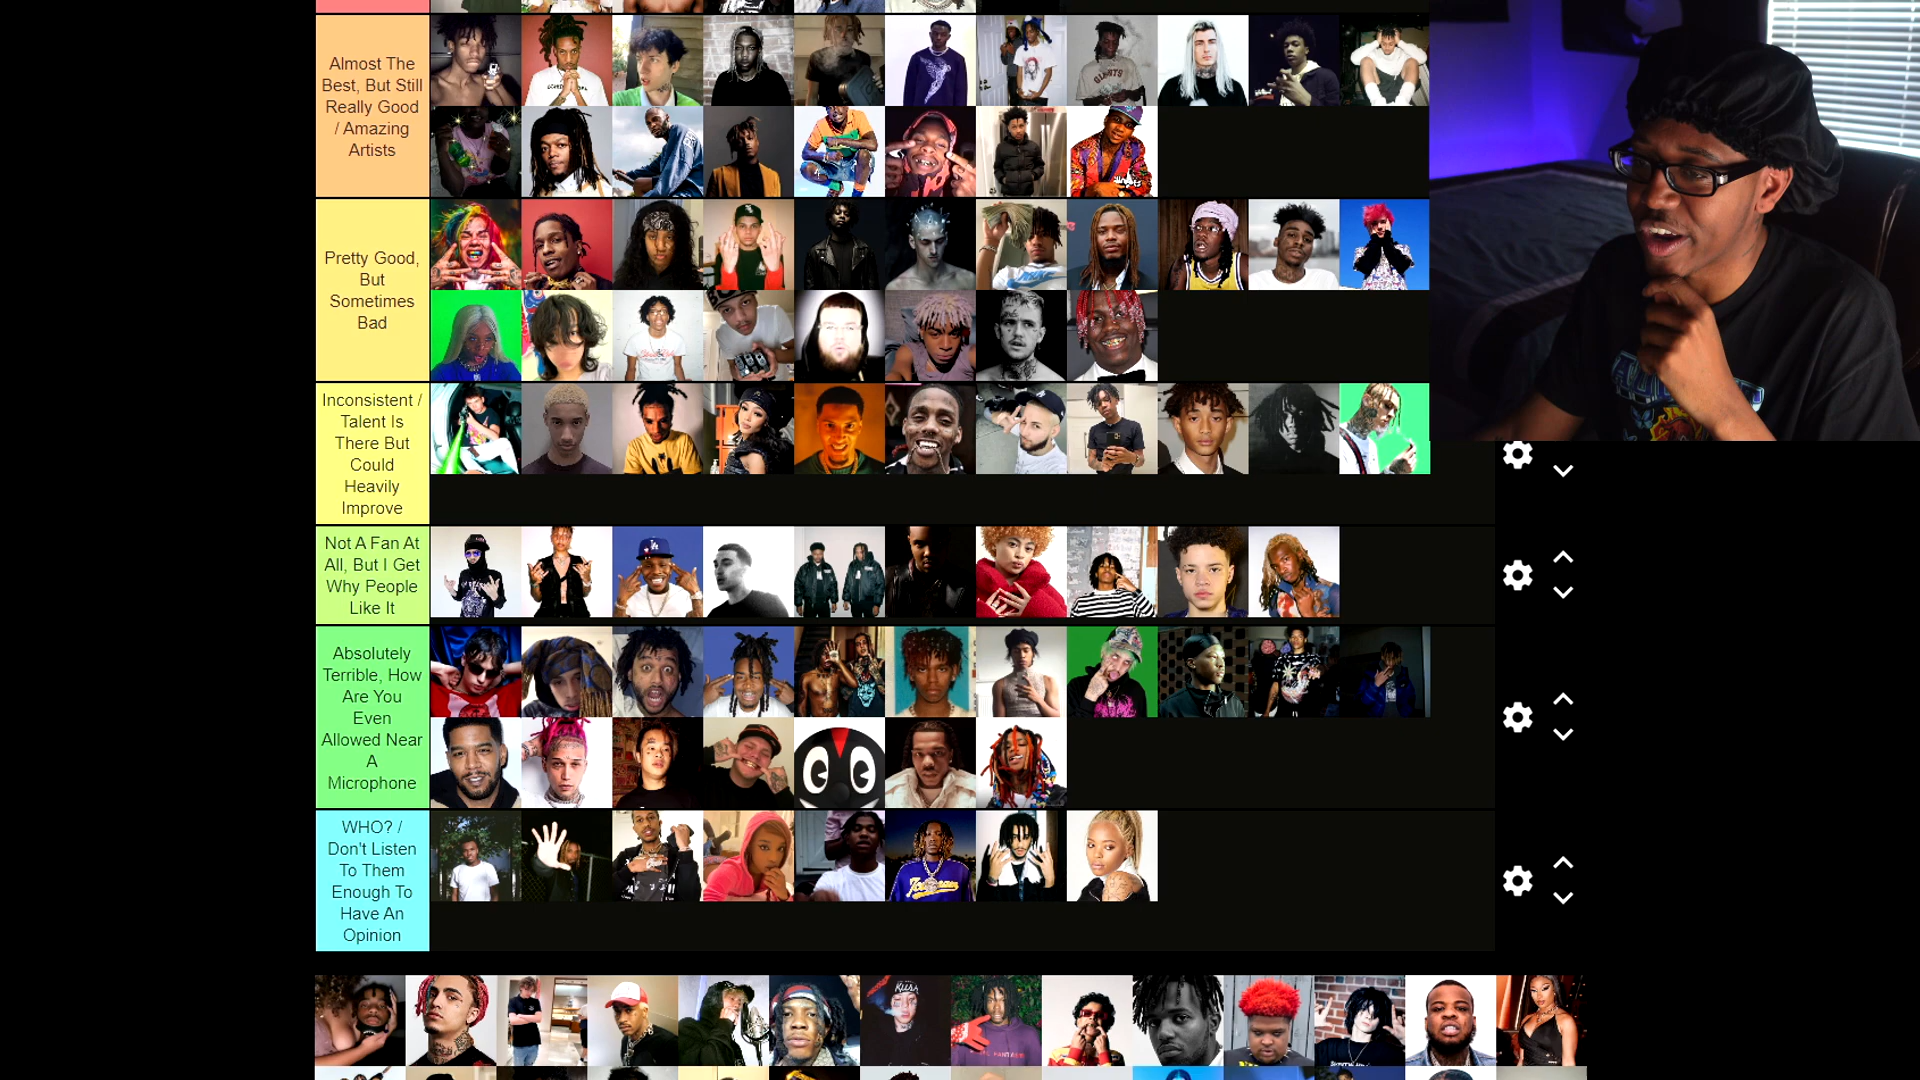 Almost The
Best, But Still
Really Good
/ Amazing
Artists
Pretty Good,
But
Sometimes
Bad
Inconsistent /
Talent Is
There But
Could
Heavily
Improve
Not A Fan At
All, But I Get
Why People
Like It
Absolutely
Terrible, How
Are You
Even
Allowed Near
A
Microphone
WHO? /
Don't Listen
To Them
Enough To
Have An
Opinion